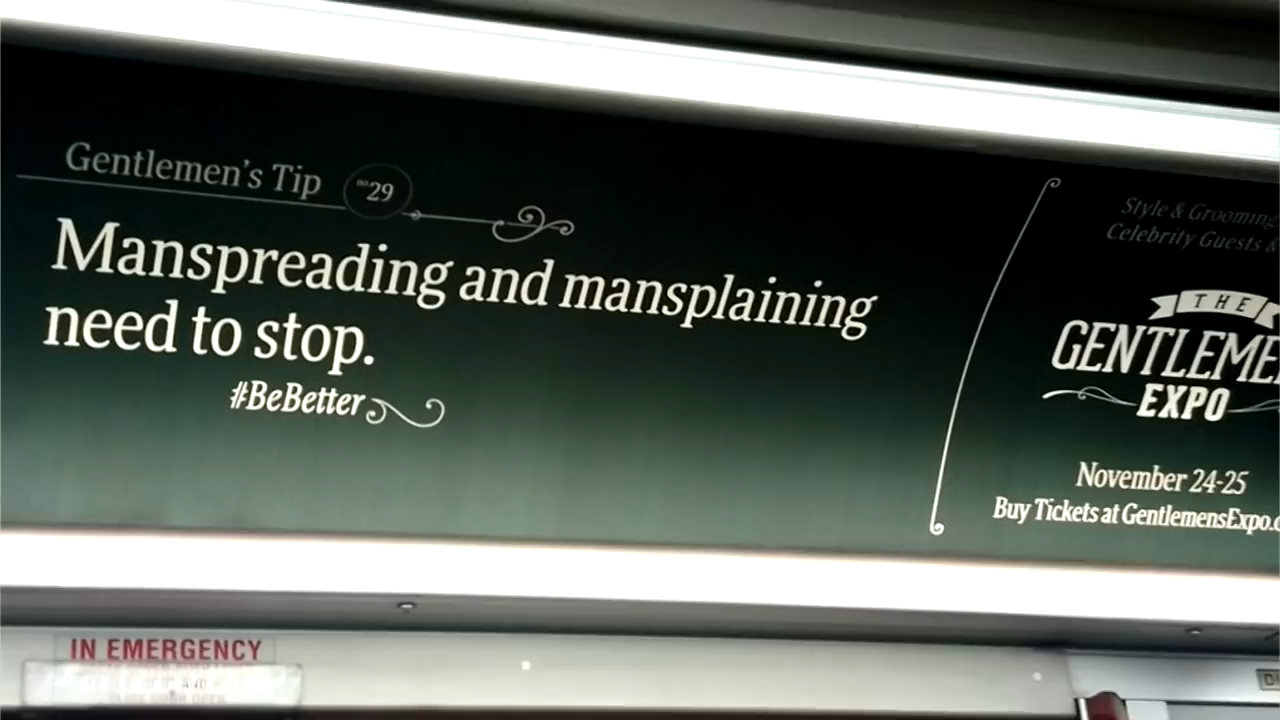 Gentlemen's Tip no. 29
Manspreading and mansplaining
need to stop.
#BeBetter
Style & Grooming
Celebrity Guests &
THE
GENTLEME
EXPO
November 24-25
Buy Tickets at GentlemensExpo.c
IN EMERGENCY